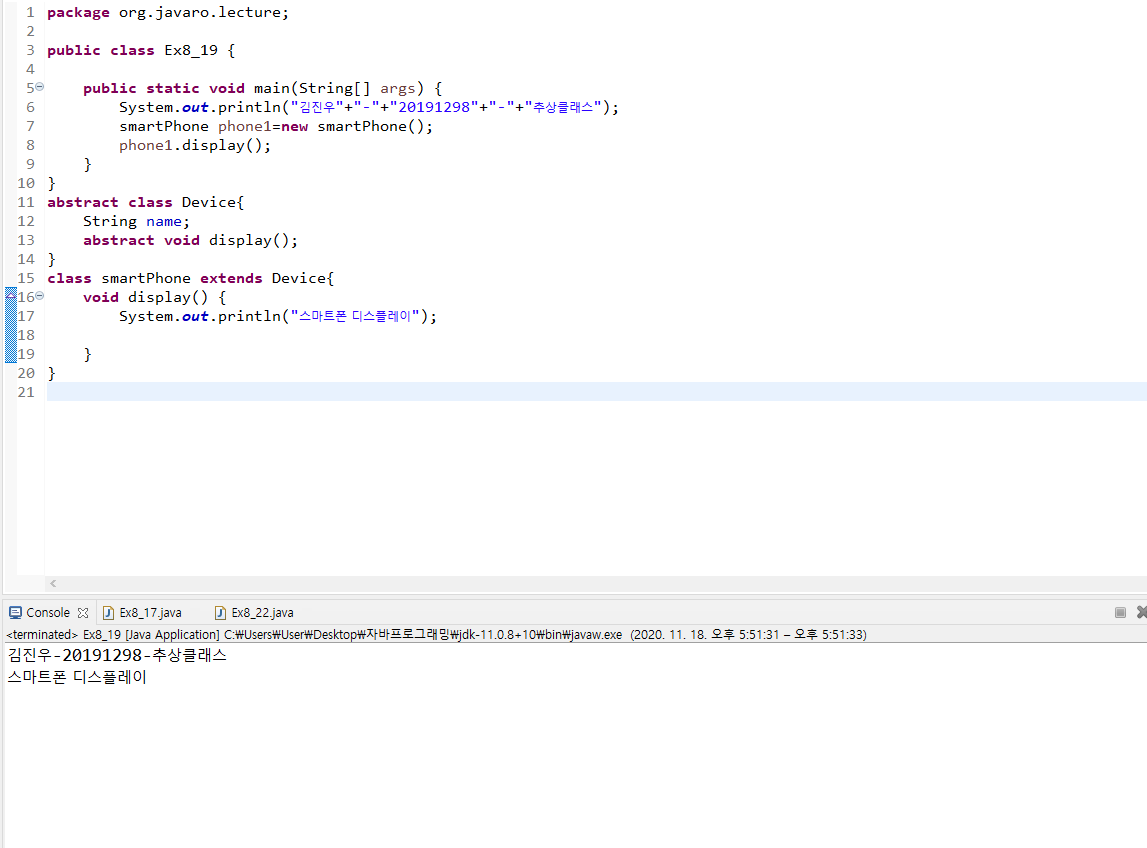 1 package org.javaro.lecture;
2
3 public class Ex8_19 {
4
5 public static void main(String[] args) {
6 System.out.println("김진우"+"-"+"20191298"+"-"+"추상클래스");
7 smartPhone phone1=new smartPhone();
8 phone1.display();
9 }
10 }
11 abstract class Device{
12 String name;
13 abstract void display();
14 }
15 class smartPhone extends Device{
16 void display() {
17 System.out.println("스마트폰 디스플레이");
18
19 }
20 }
21
Console Ex8_17.java Ex8_22.java
<terminated> Ex8_19 [Java Application] C:₩Users₩User₩Desktop₩자바프로그래밍₩jdk-11.0.8+10₩bin₩javaw.exe (2020. 11. 18. 오후 5:51:31 – 오후 5:51:33)
김진우-20191298-추상클래스
스마트폰 디스플레이